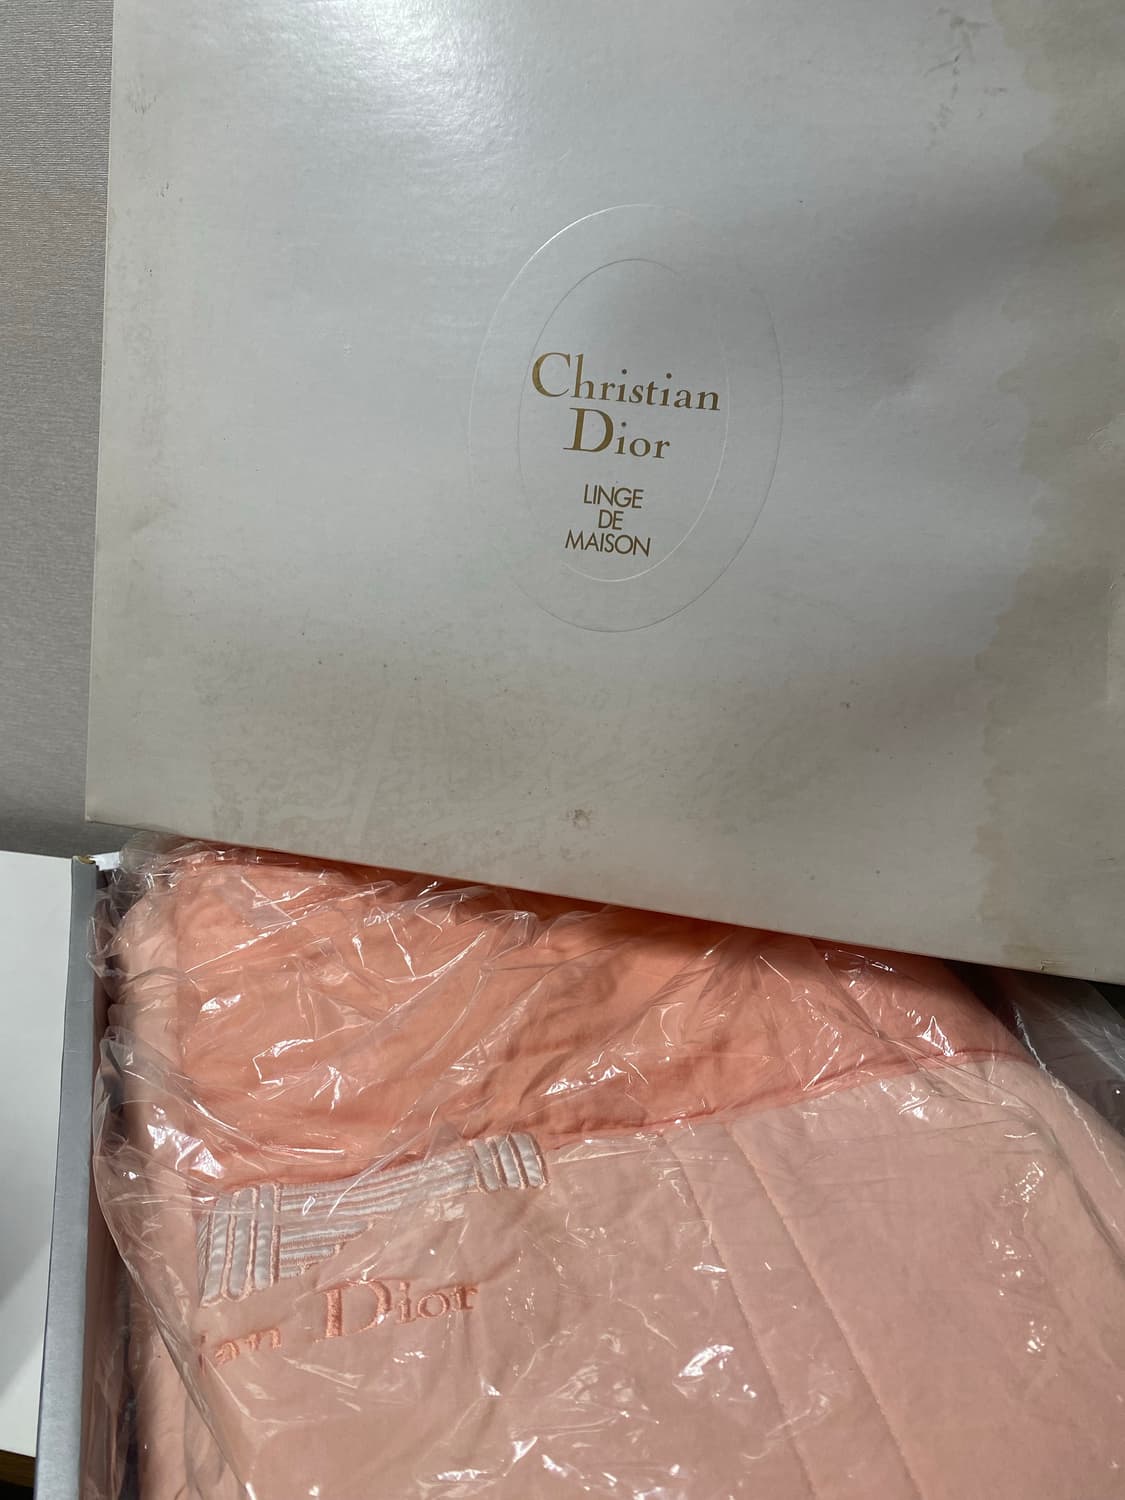 Christian
Dior
LINGE
DE
MAISON
Dior